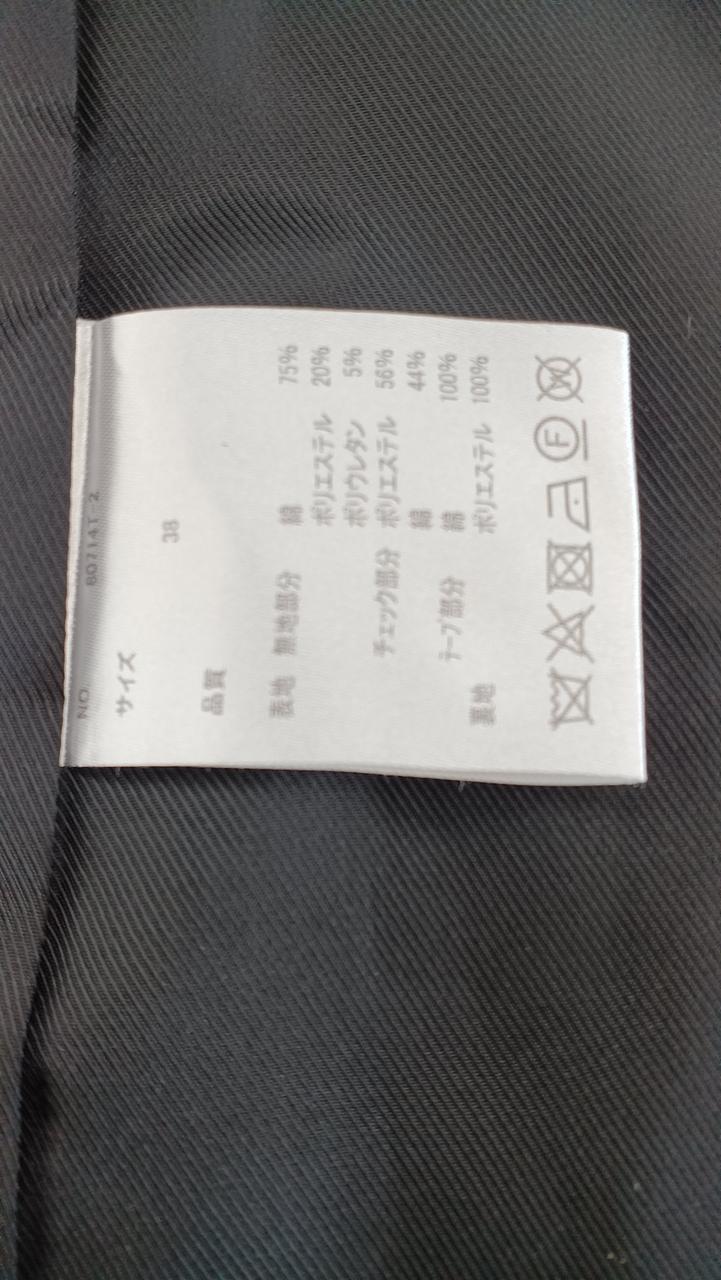 NO. 80714T-2
サイズ
38
品質
表地 無地部分 綿 75%
ポリエステル 20%
ポリウレタン 5%
チェック部分 ポリエステル 56%
綿 44%
テープ部分 綿 100%
裏地 ポリエステル 100%
F W